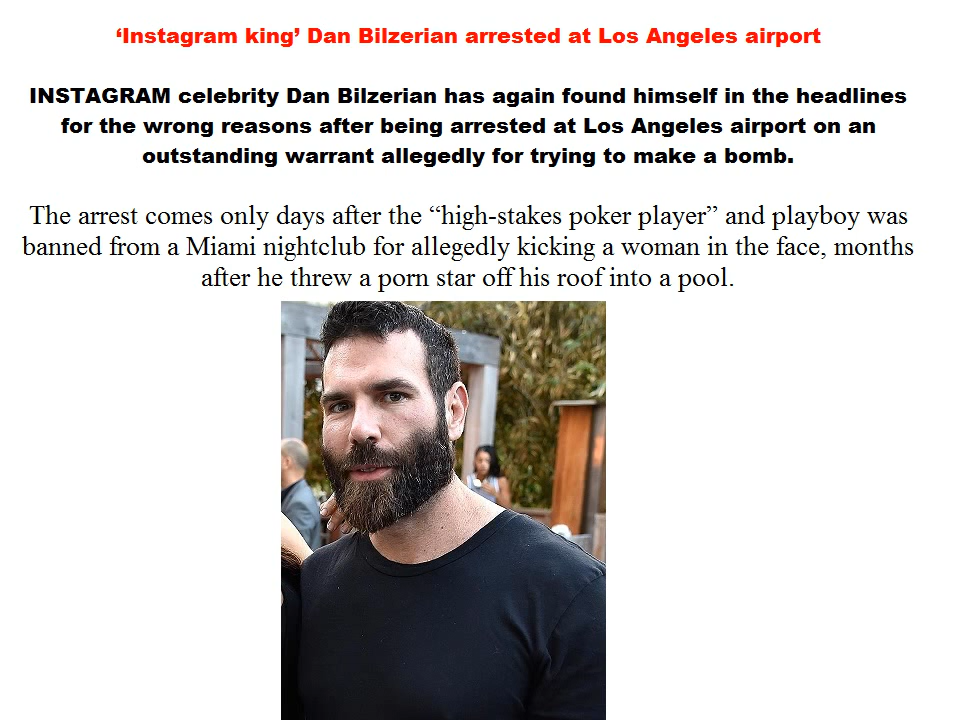 ‘Instagram king’ Dan Bilzerian arrested at Los Angeles airport
INSTAGRAM celebrity Dan Bilzerian has again found himself in the headlines
for the wrong reasons after being arrested at Los Angeles airport on an
outstanding warrant allegedly for trying to make a bomb.
The arrest comes only days after the “high-stakes poker player” and playboy was
banned from a Miami nightclub for allegedly kicking a woman in the face, months
after he threw a porn star off his roof into a pool.